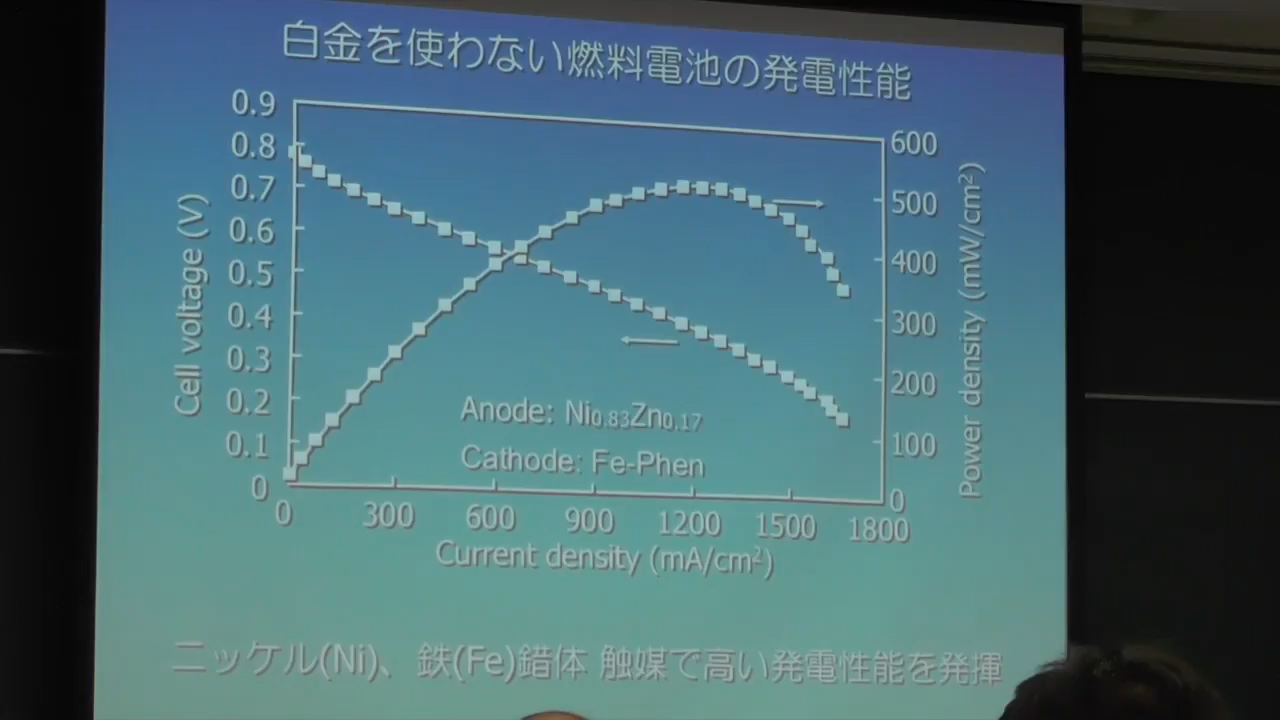 白金を使わない燃料電池の発電性能
0.9
0.8
0.7
0.6
0.5
0.4
0.3
0.2
0.1
0
Cell voltage (V)
600
500
400
300
200
100
0
Power density (mW/cm²)
Anode: Ni₀.₈₃Zn₀.₁₇
Cathode: Fe-Phen
0 300 600 900 1200 1500 1800
Current density (mA/cm²)
ニッケル(Ni)、鉄(Fe)錯体 触媒で高い発電性能を発揮